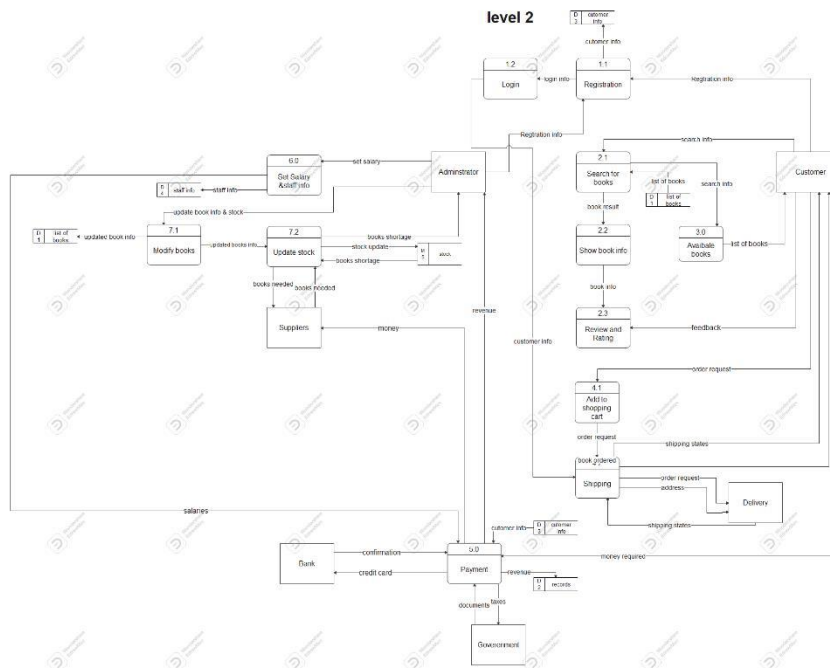 level 2
D
3
cutomer
info
cutomer info
1.2
Login
login info
1.1
Registration
Regtration info
Regtration info
6.0
Set Salary
&staff info
set salary
Adminstrator
staff info
staff info
search info
2.1
Search for
books
list of books
D
1
list of
books
search info
Customer
update book info & stock
7.1
Modify books
D
1
list of
books
updated book info
updated books info
7.2
Update stock
books shortage
stock update
books shortage
stock
book result
2.2
Show book info
3.0
Avaibate
books
list of books
books needed
books needed
book info
Suppliers
money
revenue
customer info
2.3
Review and
Rating
feedback
order request
4.1
Add to
shopping
cart
order request
shipping states
book ordered
Shipping
order request
address
Delivery
shipping states
salaries
cutomer info
D
3
cutomer
info
money required
Bank
confirmation
credit card
5.0
Payment
revenue
D
2
records
documents
taxes
Government